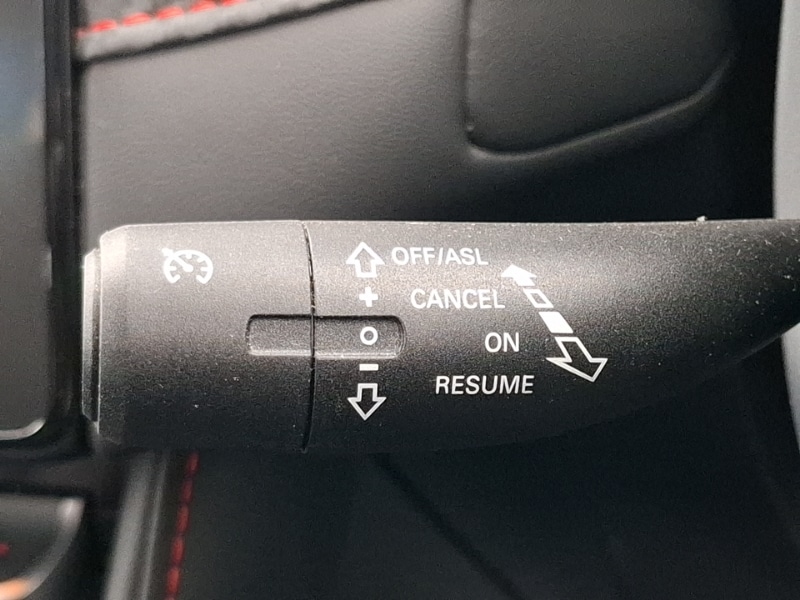 OFF/ASL
+ CANCEL
O ON
- RESUME